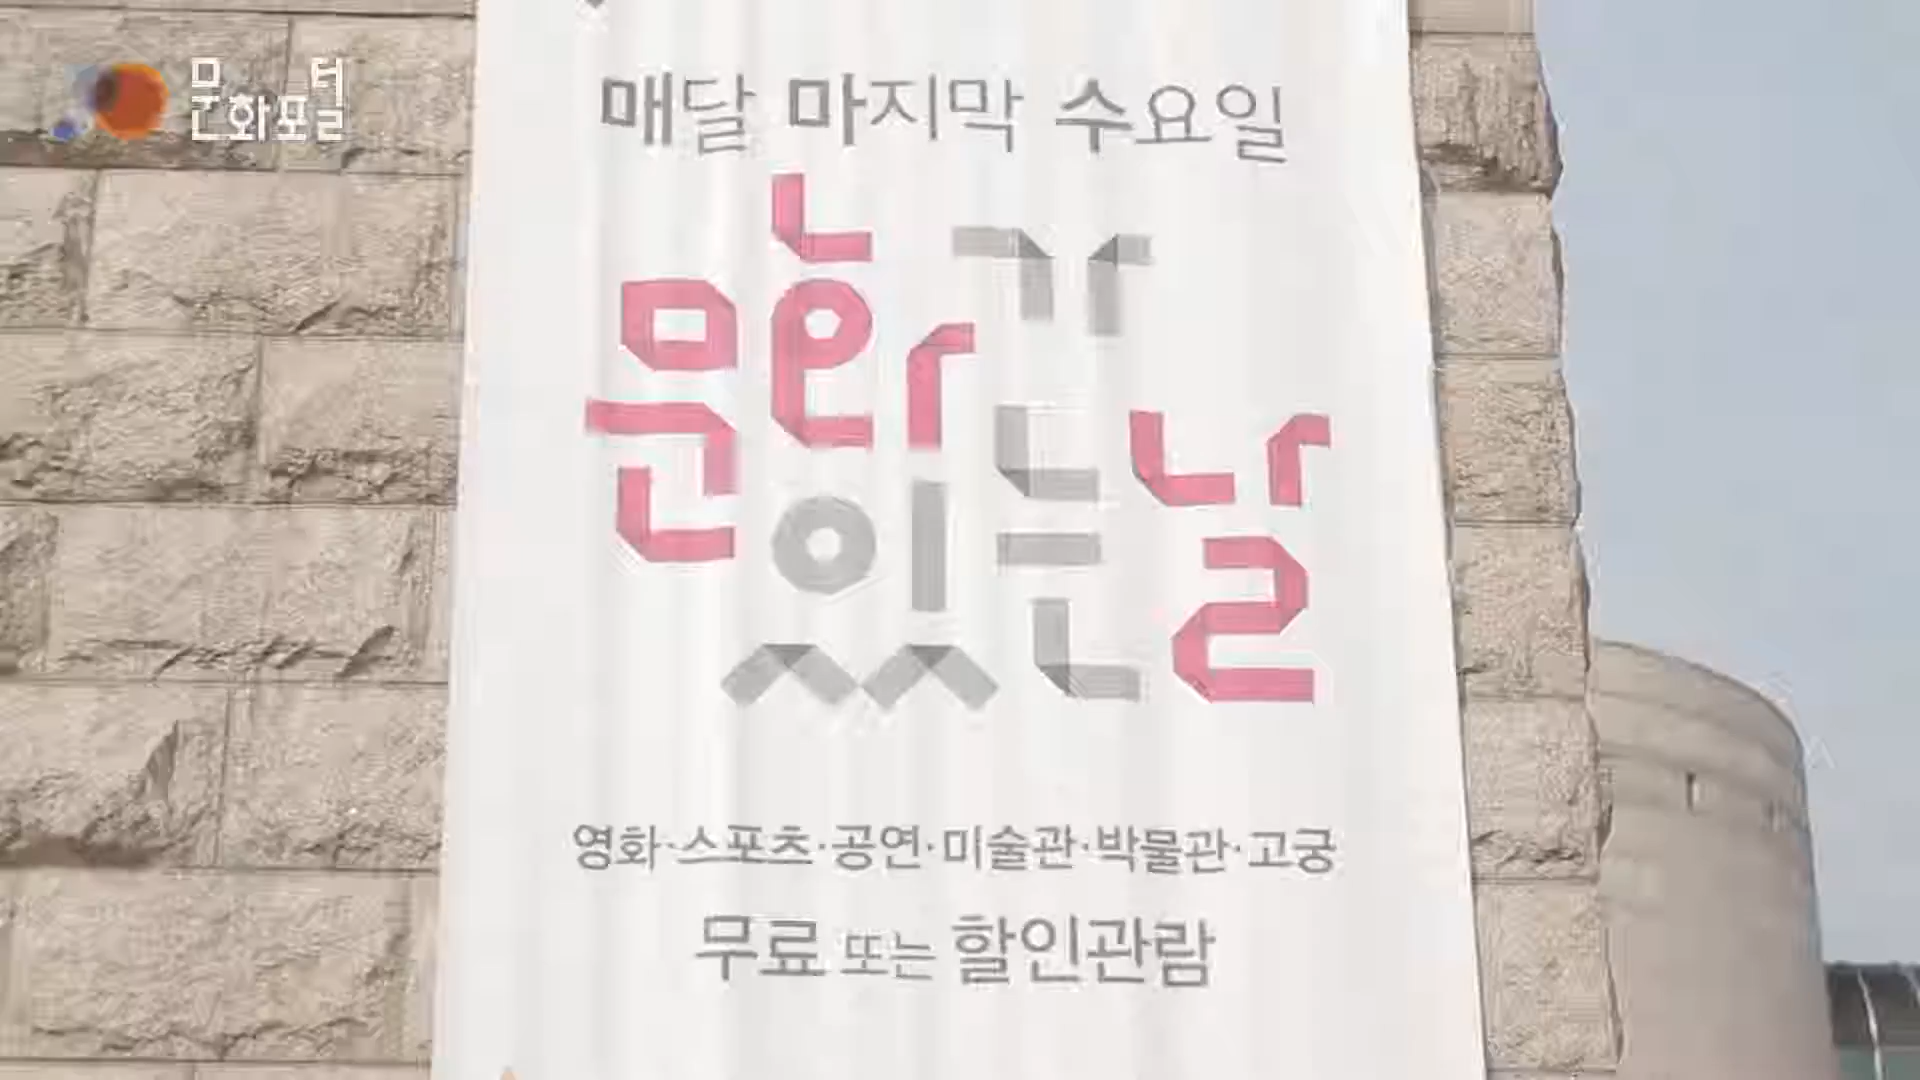 문화포털
매달 마지막 수요일
문화가
있는 날
영화·스포츠·공연·미술관·박물관·고궁
무료 또는 할인관람